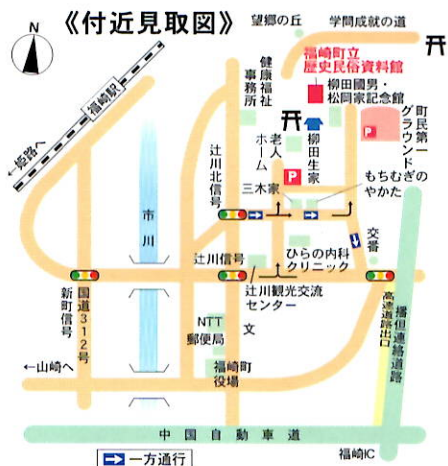 《付近見取図》
N
望郷の丘
学問成就の道
福崎町立
歴史民俗資料館
柳田國男・
松岡家記念館
健康福祉
事務所
老人
ホーム
柳田生家
町民第一
グラウンド
P
P
福崎駅
←姫路へ
市川
辻川北信号
三木家
もちむぎの
やかた
交番
辻川信号
ひらの内科
クリニック
辻川観光交流
センター
新町信号
国道312号
高速道路出口
播但連絡道路
NTT
郵便局
文
福崎町
役場
←山崎へ
中国自動車道
福崎IC
一方通行